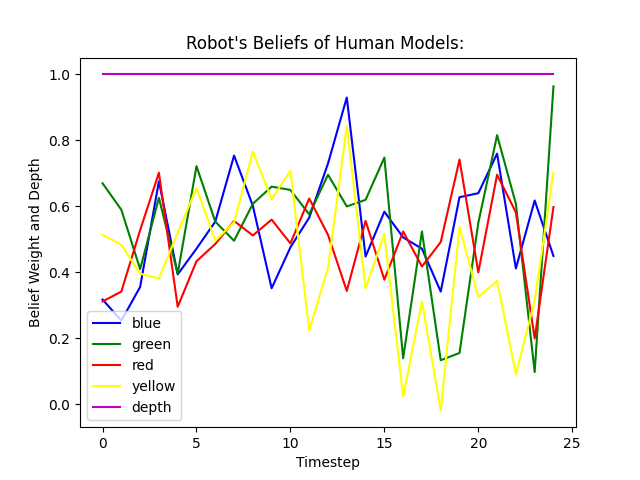 Robot's Beliefs of Human Models:
Belief Weight and Depth
1.0
0.8
0.6
0.4
0.2
0.0
blue
green
red
yellow
depth
0
5
10
15
20
25
Timestep